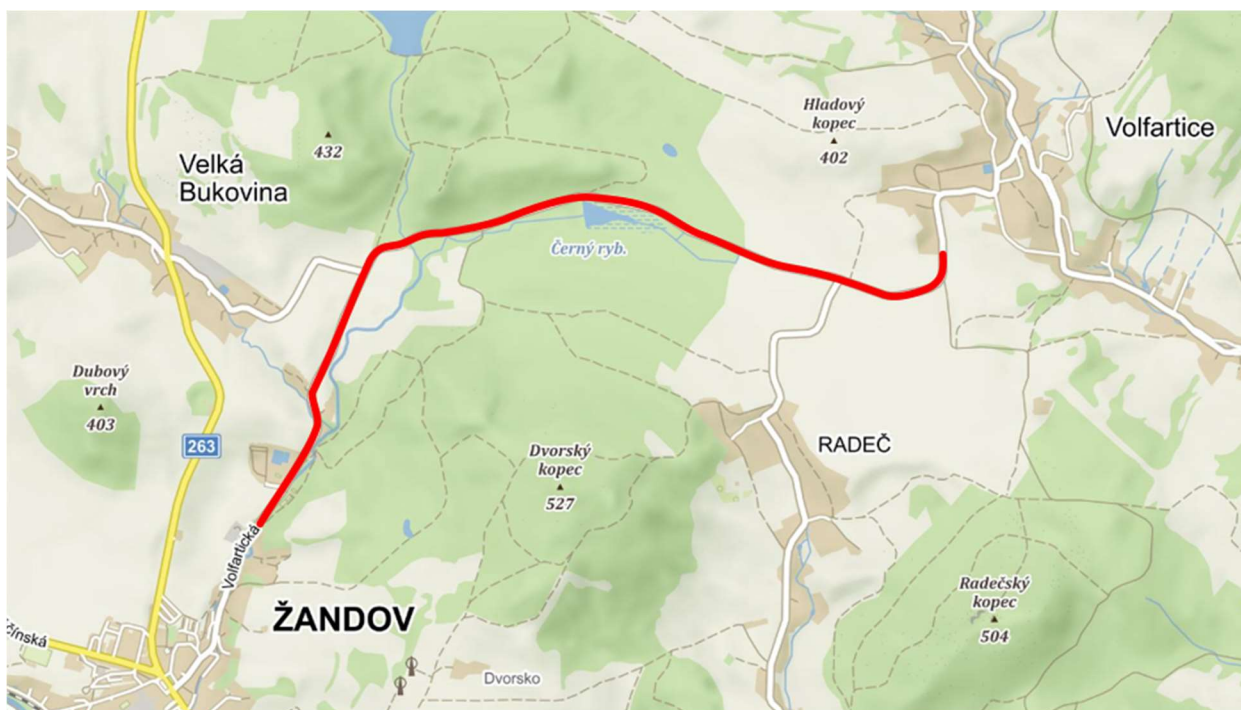 Hladový
kopec
402
Volfartice
432
Velká
Bukovina
Černý ryb.
Dubový
vrch
403
263
Dvorský
kopec
527
RADEČ
Volfartická
Radečský
kopec
504
ŽANDOV
Dvorsko